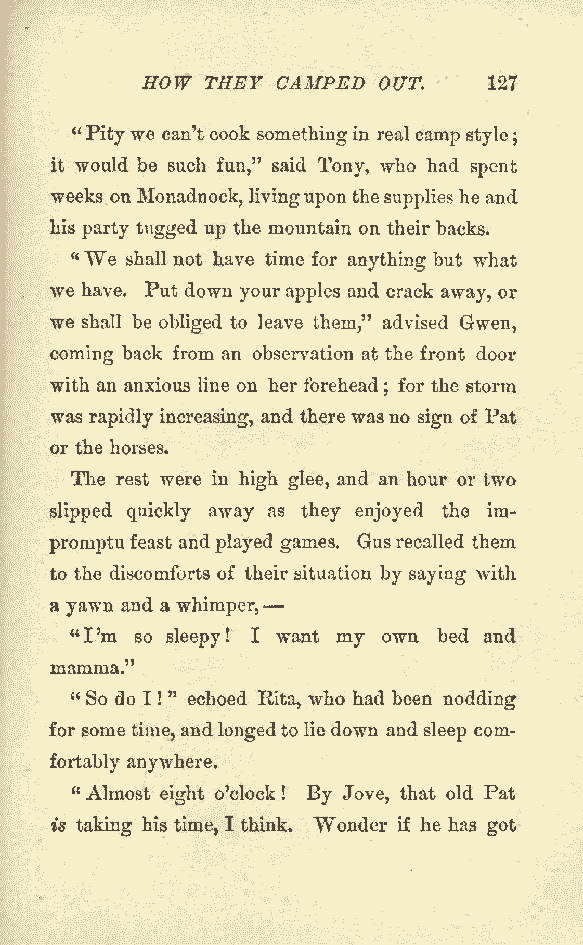 HOW THEY CAMPED OUT. 127
“Pity we can’t cook something in real camp style;
it would be such fun,” said Tony, who had spent
weeks on Monadnock, living upon the supplies he and
his party tugged up the mountain on their backs.
“We shall not have time for anything but what
we have. Put down your apples and crack away, or
we shall be obliged to leave them,” advised Gwen,
coming back from an observation at the front door
with an anxious line on her forehead; for the storm
was rapidly increasing, and there was no sign of Pat
or the horses.
The rest were in high glee, and an hour or two
slipped quickly away as they enjoyed the im-
promptu feast and played games. Gus recalled them
to the discomforts of their situation by saying with
a yawn and a whimper,—
“I’m so sleepy! I want my own bed and
mamma.”
“So do I!” echoed Rita, who had been nodding
for some time, and longed to lie down and sleep com-
fortably anywhere.
“Almost eight o’clock! By Jove, that old Pat
is taking his time, I think. Wonder if he has got